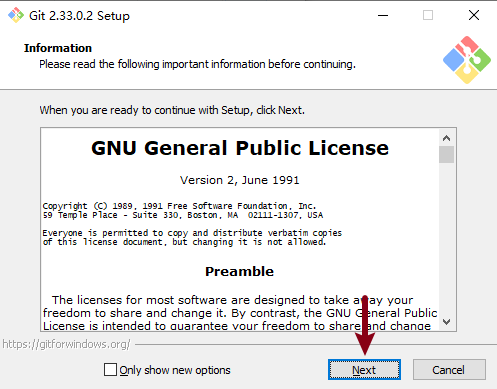 Git 2.33.0.2 Setup
Information
Please read the following important information before continuing.
When you are ready to continue with Setup, click Next.
GNU General Public License
Version 2, June 1991
Copyright (C) 1989, 1991 Free Software Foundation, Inc.
59 Temple Place - Suite 330, Boston, MA  02111-1307, USA
Everyone is permitted to copy and distribute verbatim copies
of this license document, but changing it is not allowed.
Preamble
The licenses for most software are designed to take away your
freedom to share and change it. By contrast, the GNU General Public
License is intended to guarantee your freedom to share and change
https://gitforwindows.org/
Only show new options
Next
Cancel